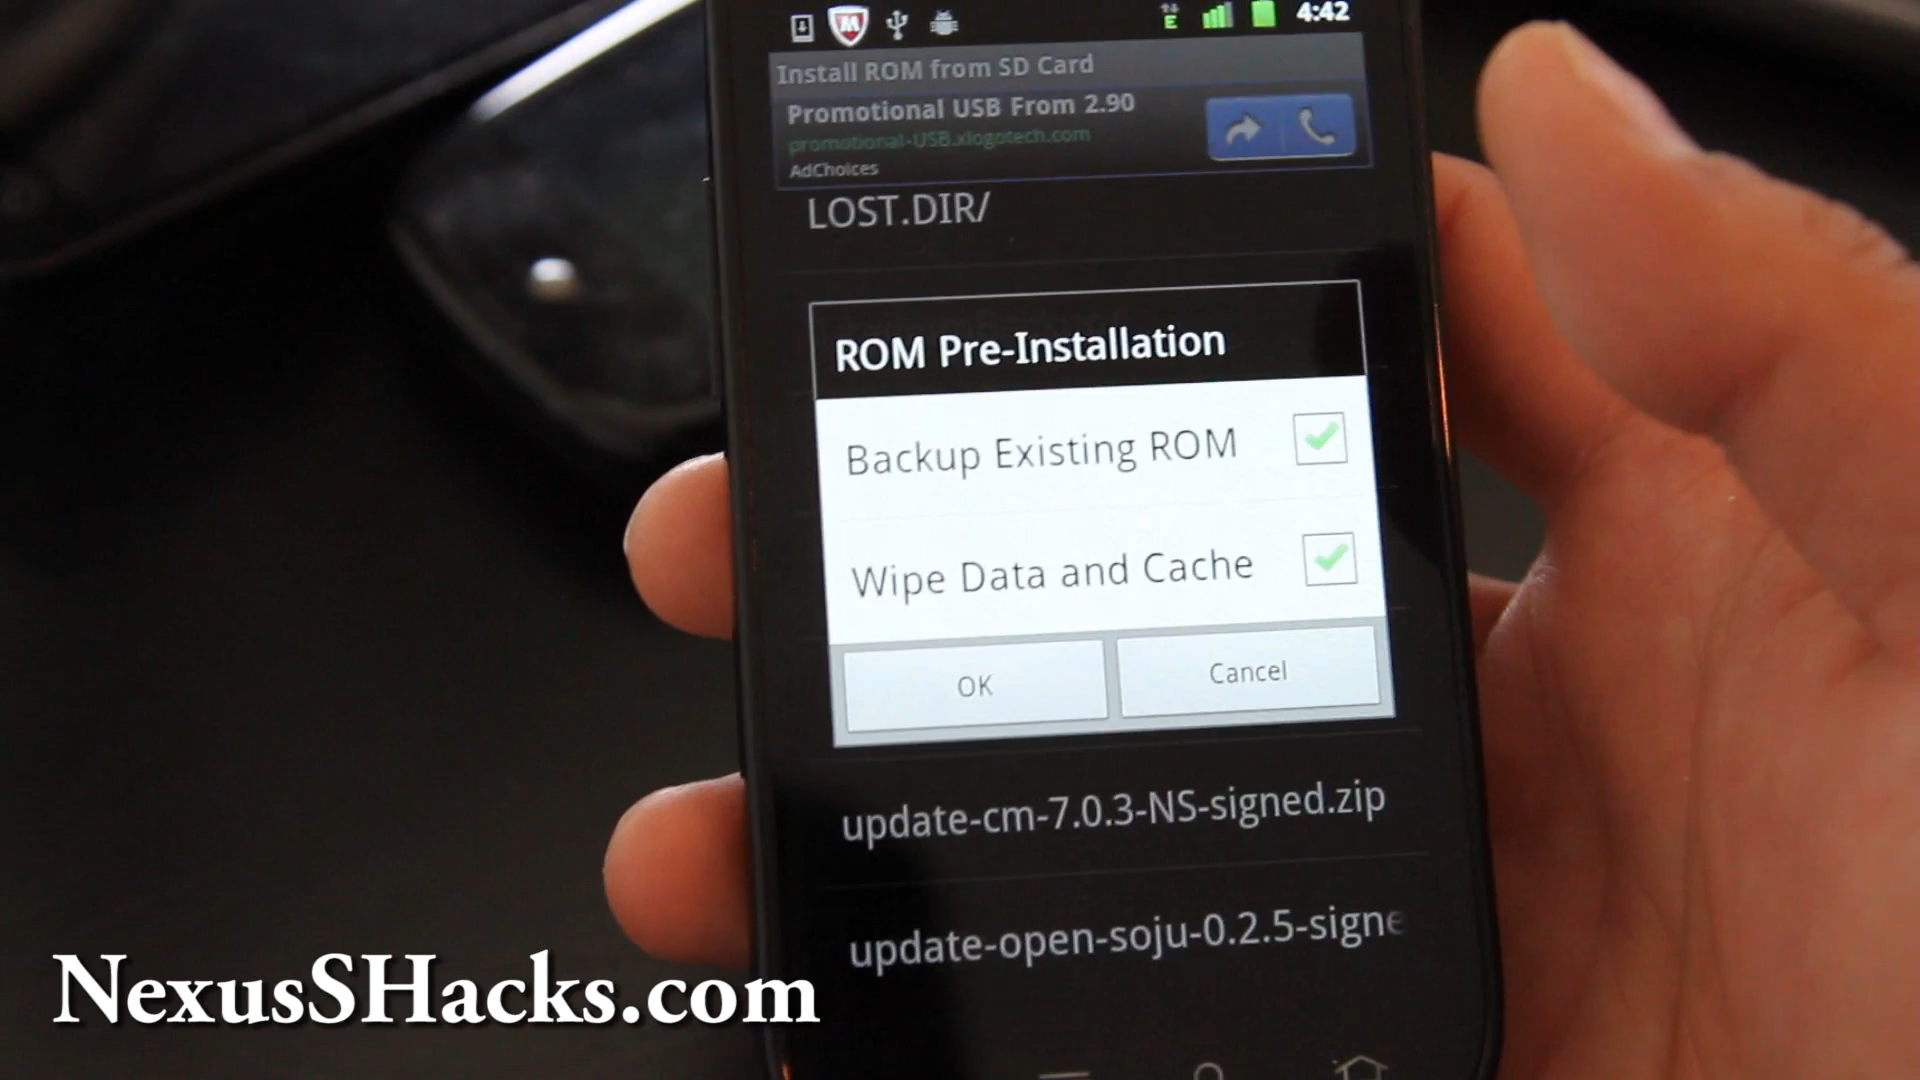 4:42
Install ROM from SD Card
Promotional USB From 2.90
promotional-USB.xlogotech.com
AdChoices
LOST.DIR/
ROM Pre-Installation
Backup Existing ROM
Wipe Data and Cache
OK
Cancel
update-cm-7.0.3-NS-signed.zip
update-open-soju-0.2.5-signe
NexusSHacks.com